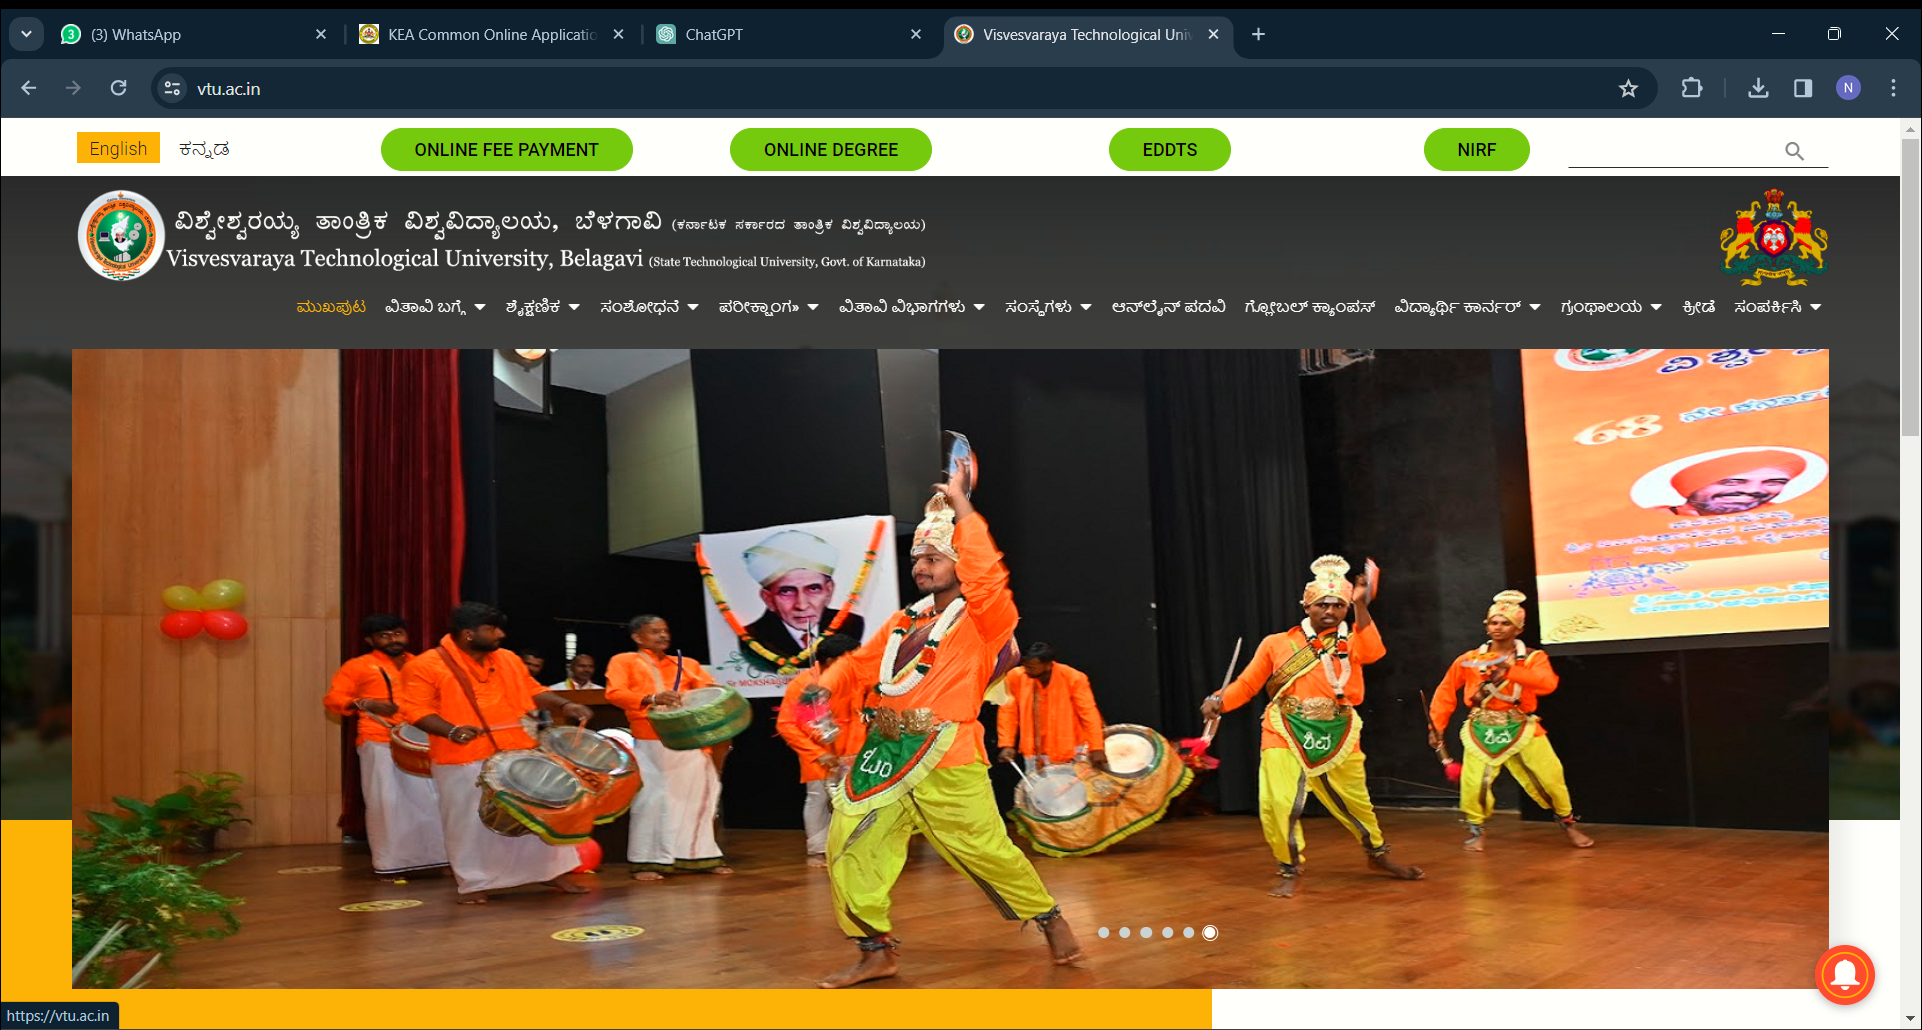 (3) WhatsApp
KEA Common Online Applicatio
ChatGPT
Visvesvaraya Technological Univ
vtu.ac.in
N
English ಕನ್ನಡ ONLINE FEE PAYMENT ONLINE DEGREE EDDTS NIRF
ವಿಶ್ವೇಶ್ವರಯ್ಯ ತಾಂತ್ರಿಕ ವಿಶ್ವವಿದ್ಯಾಲಯ, ಬೆಳಗಾವಿ (ಕರ್ನಾಟಕ ಸರ್ಕಾರದ ತಾಂತ್ರಿಕ ವಿಶ್ವವಿದ್ಯಾಲಯ)
Visvesvaraya Technological University, Belagavi (State Technological University, Govt. of Karnataka)
ಮುಖಪುಟ ವಿತಾವಿ ಬಗ್ಗೆ ಶೈಕ್ಷಣಿಕ ಸಂಶೋಧನೆ ಪರೀಕ್ಷಾಂಗ» ವಿತಾವಿ ವಿಭಾಗಗಳು ಸಂಸ್ಥೆಗಳು ಆನ್‌ಲೈನ್ ಪದವಿ ಗ್ಲೋಬಲ್ ಕ್ಯಾಂಪಸ್ ವಿದ್ಯಾರ್ಥಿ ಕಾರ್ನರ್ ಗ್ರಂಥಾಲಯ ಕ್ರೀಡೆ ಸಂಪರ್ಕಿಸಿ
68 ನೇ
ಓಂ
ಶಿವ
ಶಿವ
https://vtu.ac.in